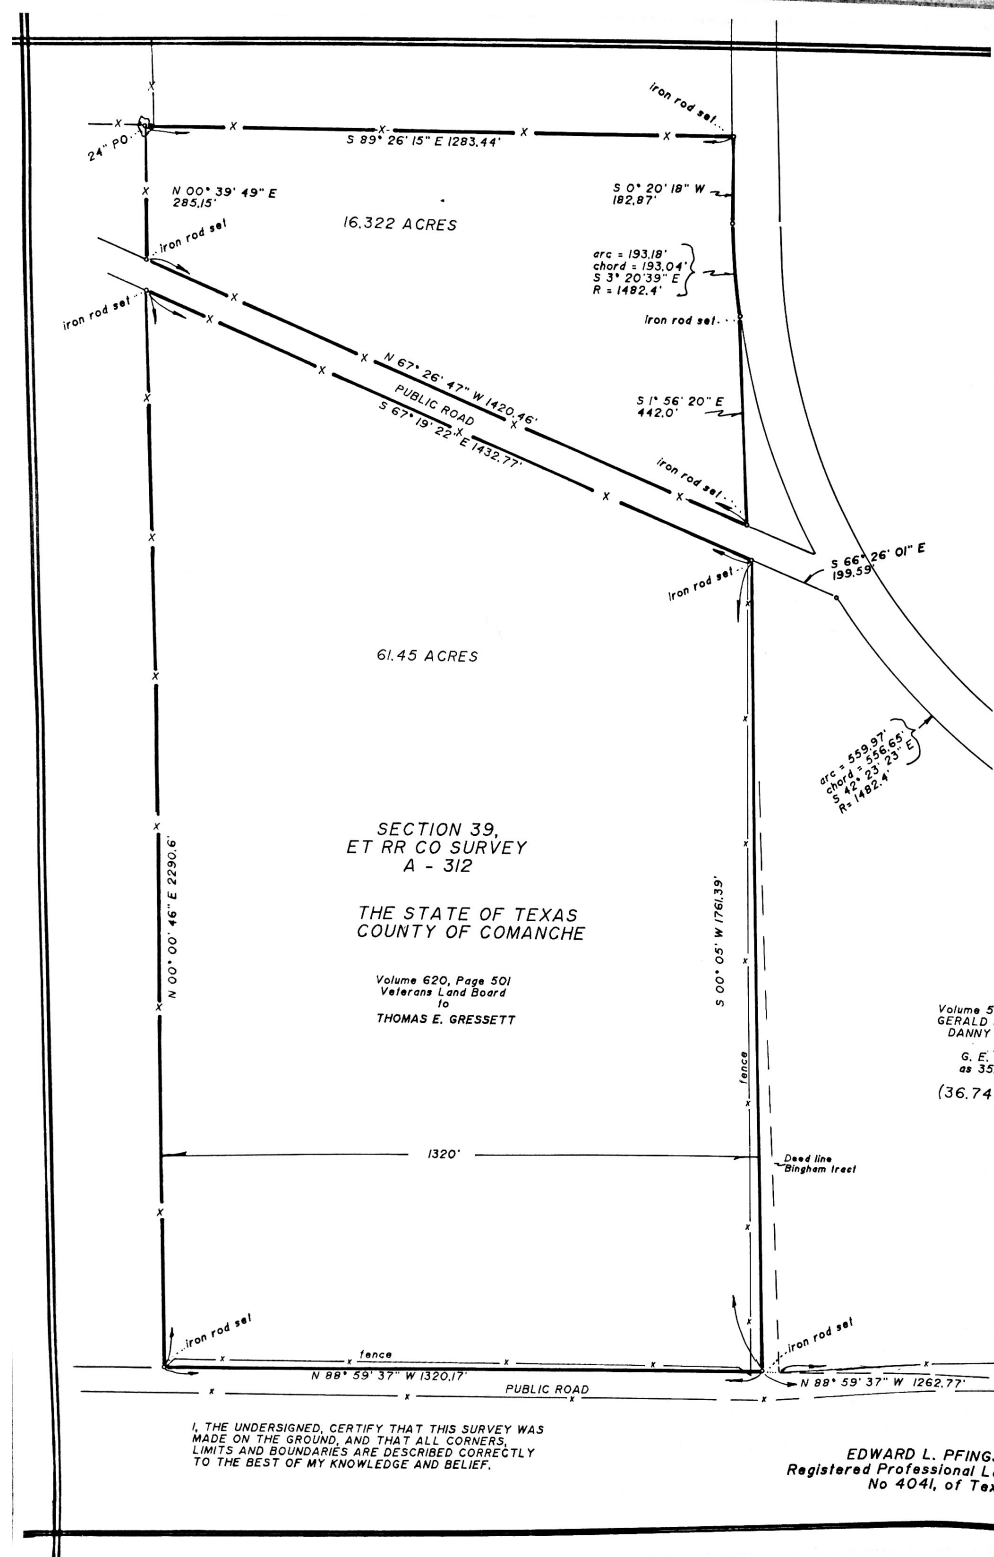 iron rod set
24" PO
S 89° 26' 15" E 1283.44'
N 00° 39' 49" E
285.15'
S 0° 20' 18" W
182.87'
16.322 ACRES
iron rod set
arc = 193.18'
chord = 193.04'
S 3° 20'39" E
R = 1482.4'
iron rod set
iron rod set
N 67° 26' 47" W 1420.46'
PUBLIC ROAD
S 67° 19' 22" E 1432.77'
S 1° 56' 20" E
442.0'
iron rod set
S 66° 26' 01" E
199.59'
iron rod set
61.45 ACRES
arc = 559.97'
chord = 556.65'
S 42° 23' 23" E
R= 1482.4'
SECTION 39,
ET RR CO SURVEY
A - 312
N 00° 00' 46" E 2290.6'
S 00° 05' W 1761.39'
THE STATE OF TEXAS
COUNTY OF COMANCHE
Volume 620, Page 501
Veterans Land Board
to
THOMAS E. GRESSETT
Volume 5
GERALD
DANNY
G. E.
as 35
(36.74
fence
1320'
Deed line
Bingham tract
iron rod set
iron rod set
fence
N 88° 59' 37" W 1320.17'
N 88° 59' 37" W 1262.77'
PUBLIC ROAD
I, THE UNDERSIGNED, CERTIFY THAT THIS SURVEY WAS
MADE ON THE GROUND, AND THAT ALL CORNERS,
LIMITS AND BOUNDARIES ARE DESCRIBED CORRECTLY
TO THE BEST OF MY KNOWLEDGE AND BELIEF.
EDWARD L. PFING
Registered Professional L
No 4041, of Tex